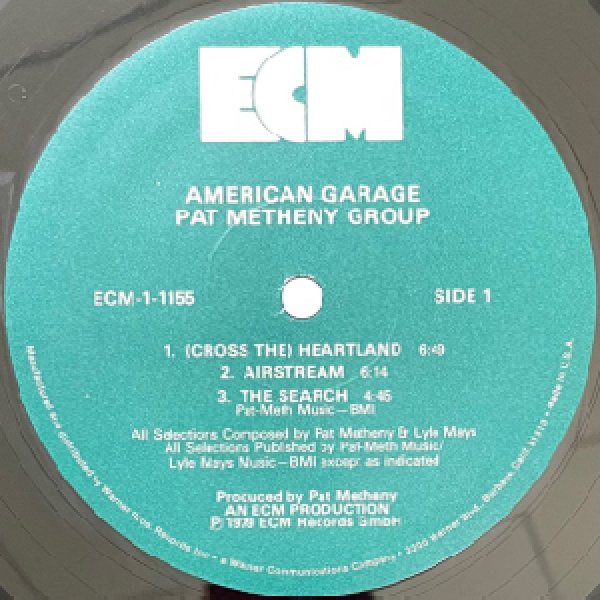 ECM
AMERICAN GARAGE
PAT METHENY GROUP
ECM-1-1155
SIDE 1
1. (CROSS THE) HEARTLAND 6:49
2. AIRSTREAM 6:14
3. THE SEARCH 4:45
Pat-Meth Music—BMI
All Selections Composed by Pat Metheny & Lyle Mays
All Selections Published by Pat-Meth Music/
Lyle Mays Music—BMI except as indicated
Produced by Pat Metheny
AN ECM PRODUCTION
℗ 1979 ECM Records GmbH
Manufactured and distributed by Warner Bros. Records Inc. • a Warner Communications Company • 3300 Warner Blvd., Burbank, Calif. 91510 • Made in U.S.A.